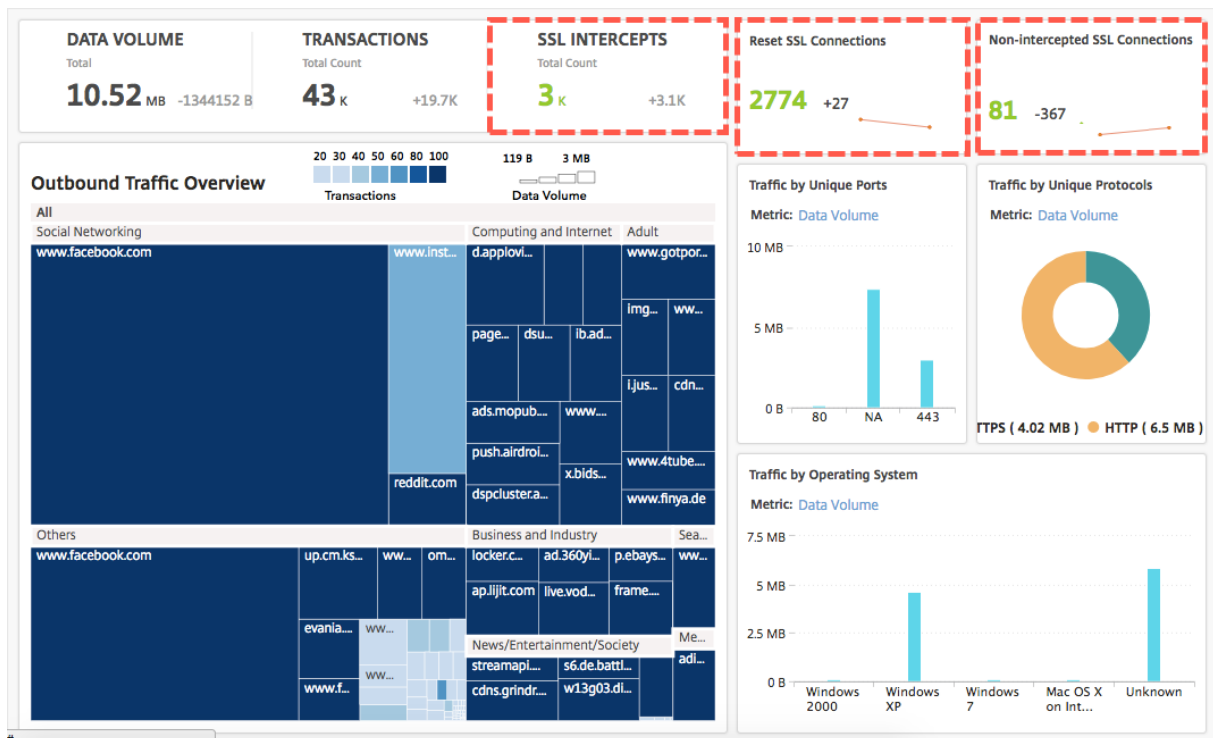 DATA VOLUME
Total
10.52 MB -1344152 B
TRANSACTIONS
Total Count
43 K +19.7K
SSL INTERCEPTS
Total Count
3 K +3.1K
Reset SSL Connections
2774 +27
Non-intercepted SSL Connections
81 -367
Outbound Traffic Overview
20 30 40 50 60 80 100
Transactions
119 B 3 MB
Data Volume
All
Social Networking
www.facebook.com
www.inst...
reddit.com
Computing and Internet
d.applovi...
page...
dsu...
ib.ad...
ads.mopub....
www....
push.airdroi...
x.bids...
dspcluster.a...
Adult
www.gotpor...
img...
ww...
i.jus...
cdn...
www.4tube....
www.finya.de
Others
www.facebook.com
up.cm.ks...
ww...
om...
evania....
ww...
ww...
www.f...
Business and Industry
locker.c...
ad.360yi...
p.ebays...
ap.lijit.com
live.vod...
frame....
Sea...
ww...
News/Entertainment/Society
streamapi....
s6.de.battl...
cdns.grindr....
w13g03.di...
Me...
adi...
Traffic by Unique Ports
Metric: Data Volume
10 MB
5 MB
0 B
80 NA 443
Traffic by Unique Protocols
Metric: Data Volume
TTPS ( 4.02 MB ) HTTP ( 6.5 MB )
Traffic by Operating System
Metric: Data Volume
7.5 MB
5 MB
2.5 MB
0 B
Windows 2000
Windows XP
Windows 7
Mac OS X on Int...
Unknown